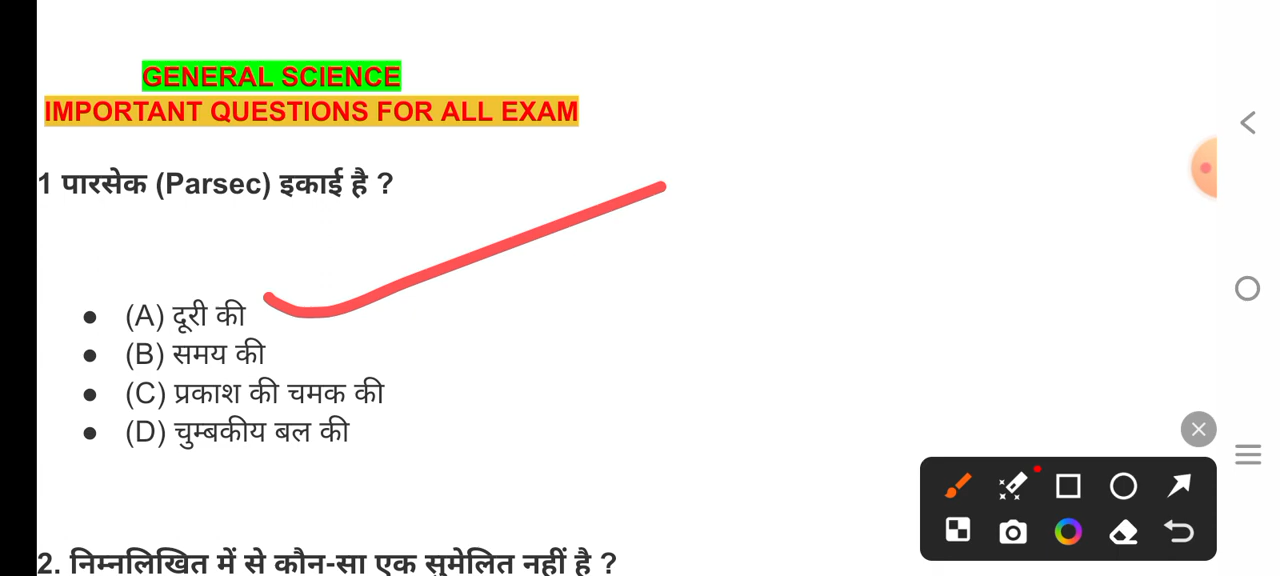 GENERAL SCIENCE
IMPORTANT QUESTIONS FOR ALL EXAM
1 पारसेक (Parsec) इकाई है ?
● (A) दूरी की
● (B) समय की
● (C) प्रकाश की चमक की
● (D) चुम्बकीय बल की
2. निम्नलिखित में से कौन-सा एक सुमेलित नहीं है ?